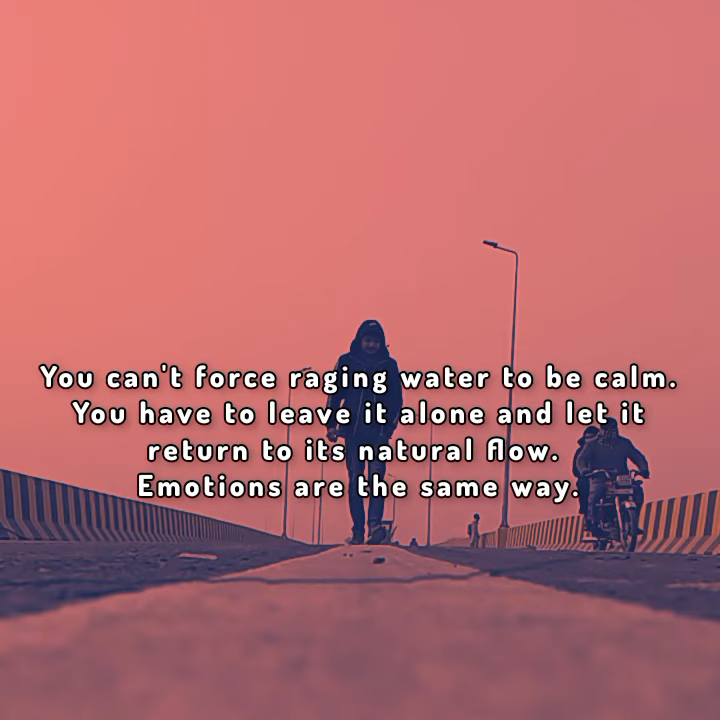 You can't force raging water to be calm.
You have to leave it alone and let it
return to its natural flow.
Emotions are the same way.